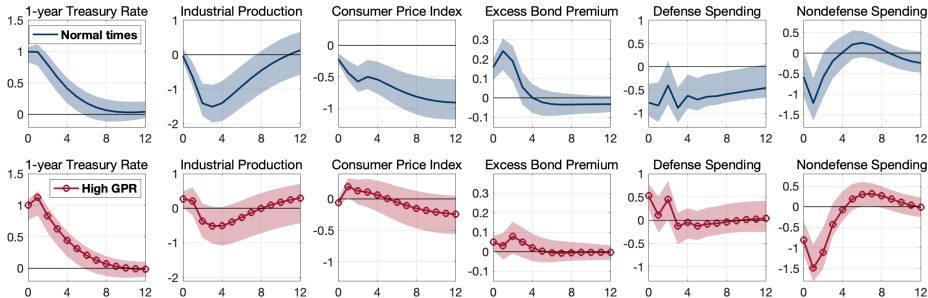 1-year Treasury Rate Industrial Production Consumer Price Index Excess Bond Premium Defense Spending Nondefense Spending
Normal times
1.5 1 0.5 0
0 -1 -2
0 -0.5 -1
0.3 0.2 0.1 0 -0.1
1 0.5 0 -0.5 -1
0.5 0 -0.5 -1.0 -1.5
0 4 8 12 0 4 8 12 0 4 8 12 0 4 8 12 0 4 8 12 0 4 8 12
1-year Treasury Rate Industrial Production Consumer Price Index Excess Bond Premium Defense Spending Nondefense Spending
High GPR
1.5 1 0.5 0
1 0 -1 -2
0 -0.5 -1
0.3 0.2 0.1 0 -0.1
1 0.5 0 -0.5 -1
0.5 0 -0.5 -1.0 -1.5
0 4 8 12 0 4 8 12 0 4 8 12 0 4 8 12 0 4 8 12 0 4 8 12